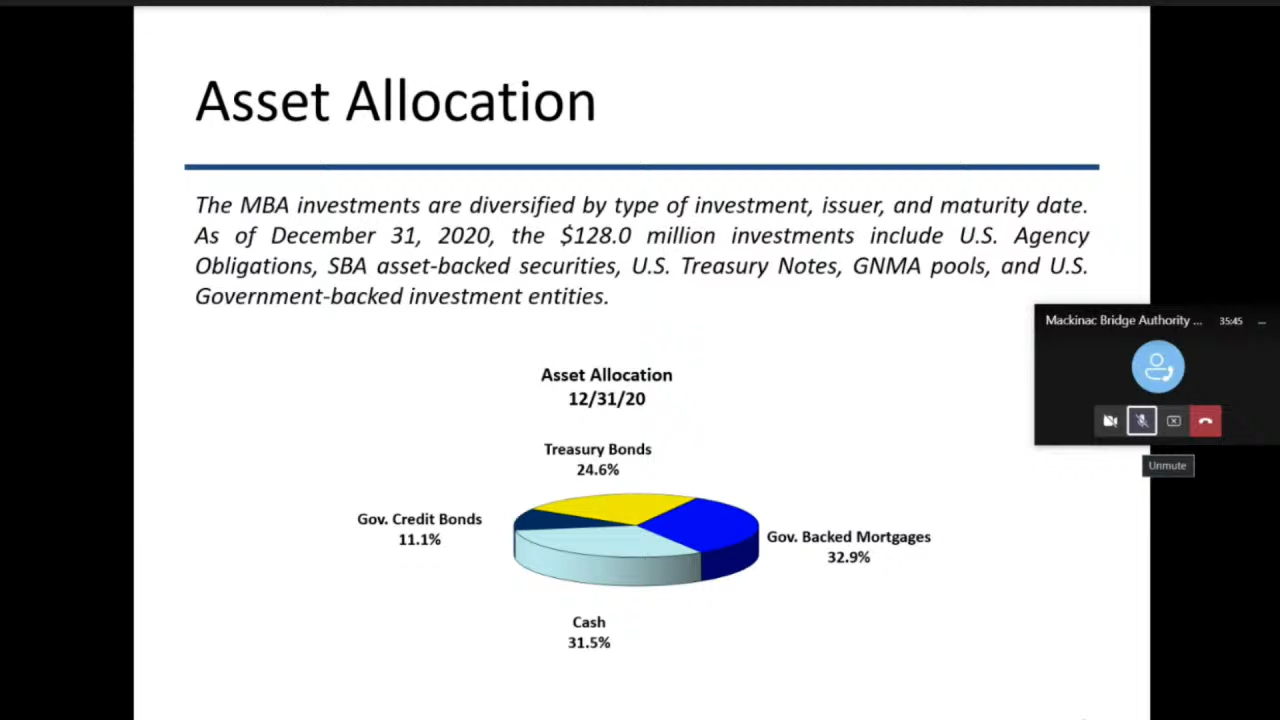 Asset Allocation
The MBA investments are diversified by type of investment, issuer, and maturity date.
As of December 31, 2020, the $128.0 million investments include U.S. Agency
Obligations, SBA asset-backed securities, U.S. Treasury Notes, GNMA pools, and U.S.
Government-backed investment entities.
Mackinac Bridge Authority ... 35:45 ...
Unmute
Asset Allocation
12/31/20
Treasury Bonds
24.6%
Gov. Credit Bonds
11.1%
Gov. Backed Mortgages
32.9%
Cash
31.5%